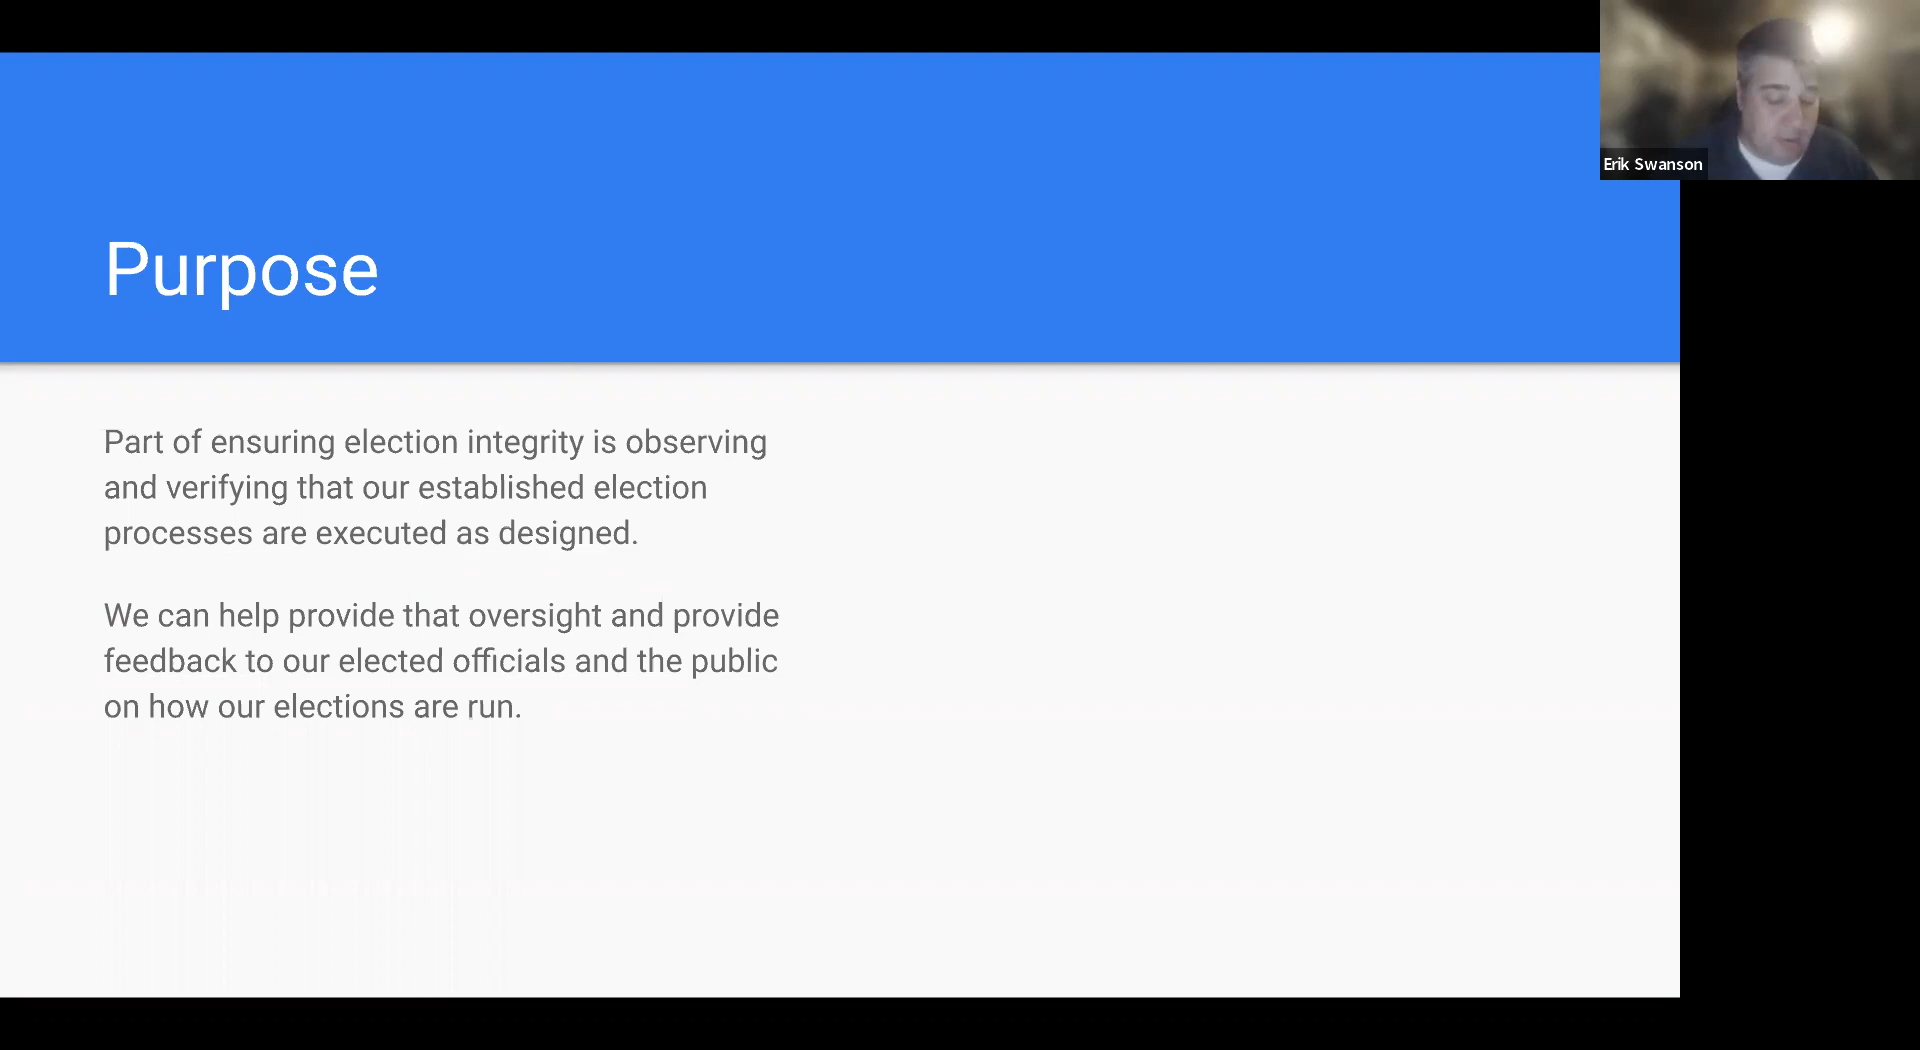 Erik Swanson
Purpose
Part of ensuring election integrity is observing
and verifying that our established election
processes are executed as designed.
We can help provide that oversight and provide
feedback to our elected officials and the public
on how our elections are run.